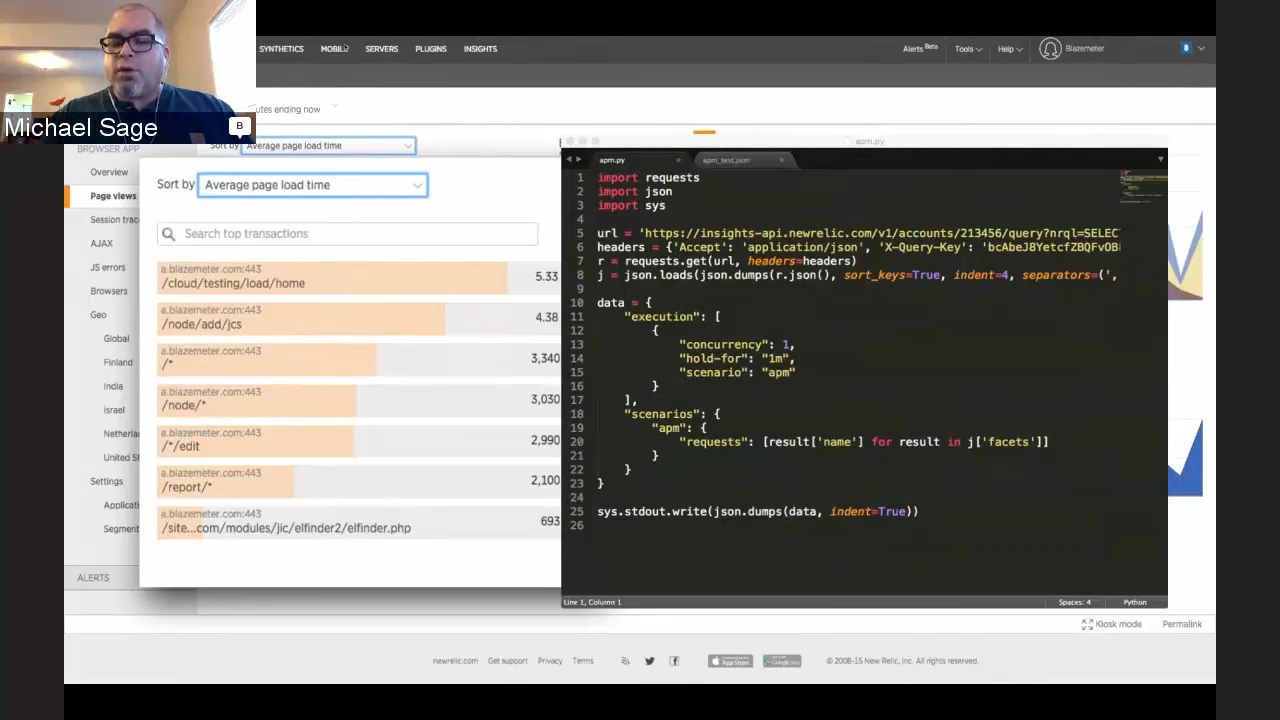 SYNTHETICS MOBILE SERVERS PLUGINS INSIGHTS Alerts Beta Tools Help Blazemeter 8
utes ending now
Michael Sage B
BROWSER APP
Overview
Page views
Session trac
AJAX
JS errors
Browsers
Geo
Global
Finland
India
Israel
Netherla
United St
Settings
Applicati
Segment
ALERTS
Sort by Average page load time
Sort by Average page load time
Search top transactions
a.blazemeter.com:443
/cloud/testing/load/home 5.33
a.blazemeter.com:443
/node/add/jcs 4.38
a.blazemeter.com:443
/* 3,340
a.blazemeter.com:443
/node/* 3,030
a.blazemeter.com:443
/*/edit 2,990
a.blazemeter.com:443
/report/* 2,100
a.blazemeter.com:443
/site...com/modules/jic/elfinder2/elfinder.php 693
apm.py
apm.py apm_test.json
1 import requests
2 import json
3 import sys
4
5 url = 'https://insights-api.newrelic.com/v1/accounts/213456/query?nrql=SELEC
6 headers = {'Accept': 'application/json', 'X-Query-Key': 'bcAbeJ8YetcfZBQFvOB
7 r = requests.get(url, headers=headers)
8 j = json.loads(json.dumps(r.json(), sort_keys=True, indent=4, separators=(',
9
10 data = {
11 "execution": [
12 {
13 "concurrency": 1,
14 "hold-for": "1m",
15 "scenario": "apm"
16 }
17 ],
18 "scenarios": {
19 "apm": {
20 "requests": [result['name'] for result in j['facets']]
21 }
22 }
23 }
24
25 sys.stdout.write(json.dumps(data, indent=True))
26
Line 1, Column 1 Spaces: 4 Python
Kiosk mode Permalink
newrelic.com Get support Privacy Terms App Store Google Play © 2008-15 New Relic, Inc. All rights reserved.